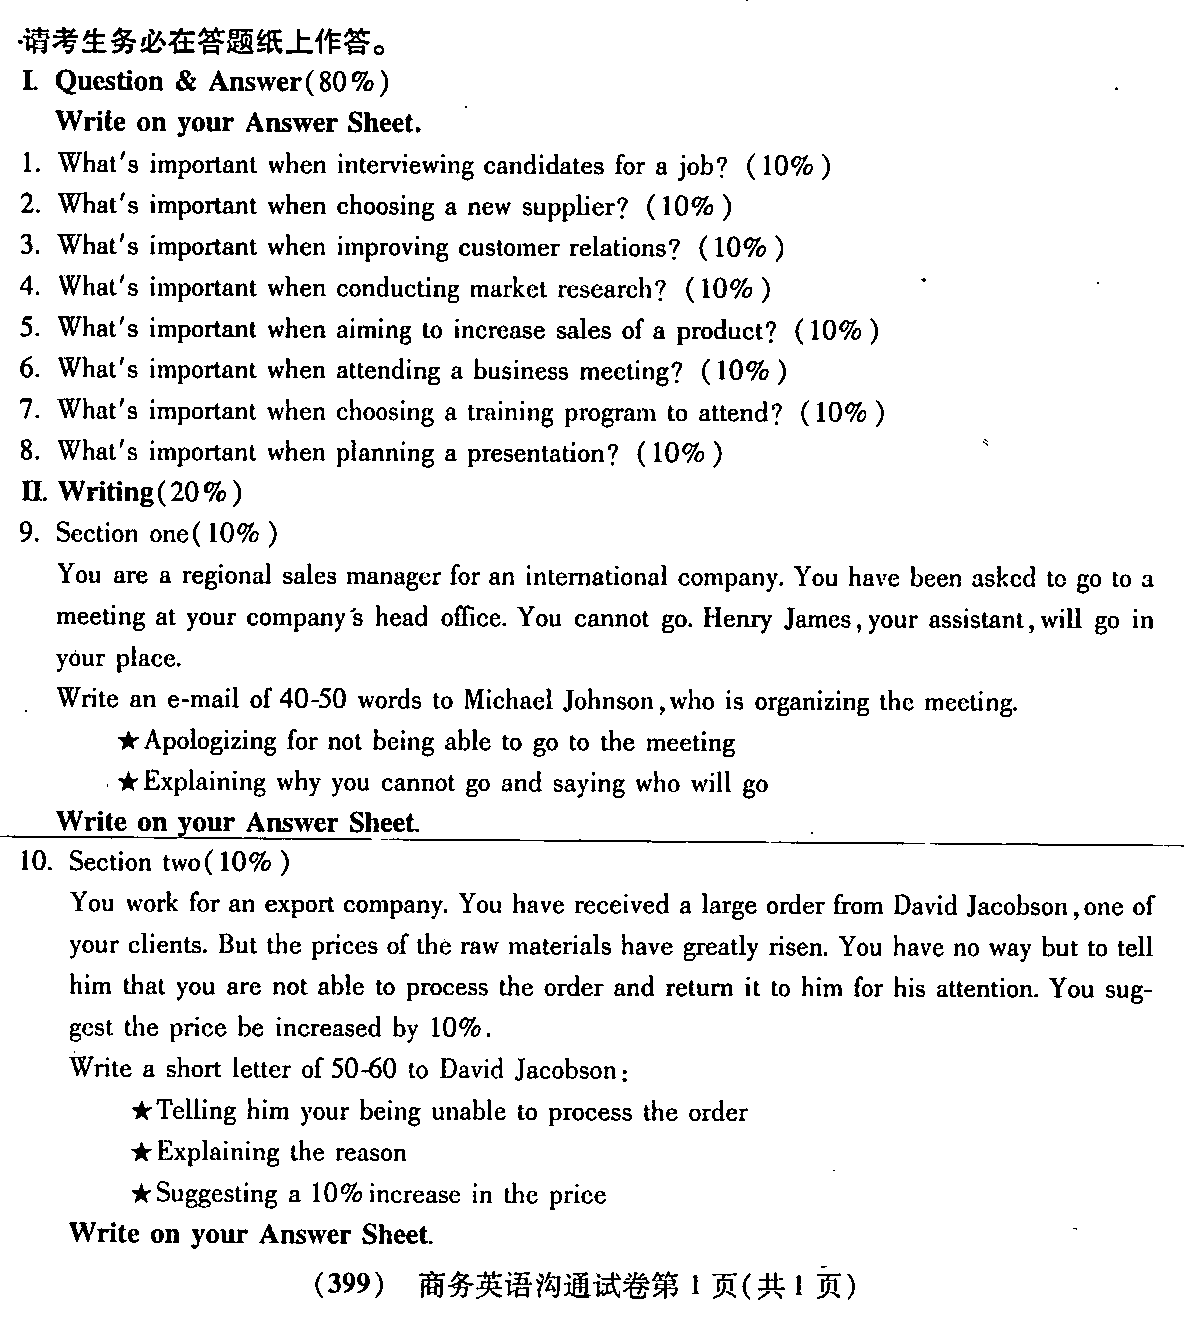 请考生务必在答题纸上作答。
I. Question & Answer(80%)
Write on your Answer Sheet.
1. What's important when interviewing candidates for a job? (10%)
2. What's important when choosing a new supplier? (10%)
3. What's important when improving customer relations? (10%)
4. What's important when conducting market research? (10%)
5. What's important when aiming to increase sales of a product? (10%)
6. What's important when attending a business meeting? (10%)
7. What's important when choosing a training program to attend? (10%)
8. What's important when planning a presentation? (10%)
II. Writing(20%)
9. Section one(10%)
You are a regional sales manager for an international company. You have been asked to go to a
meeting at your company's head office. You cannot go. Henry James, your assistant, will go in
your place.
Write an e-mail of 40-50 words to Michael Johnson, who is organizing the meeting.
★Apologizing for not being able to go to the meeting
★Explaining why you cannot go and saying who will go
Write on your Answer Sheet.
10. Section two(10%)
You work for an export company. You have received a large order from David Jacobson, one of
your clients. But the prices of the raw materials have greatly risen. You have no way but to tell
him that you are not able to process the order and return it to him for his attention. You sug-
gest the price be increased by 10%.
Write a short letter of 50-60 to David Jacobson:
★Telling him your being unable to process the order
★Explaining the reason
★Suggesting a 10% increase in the price
Write on your Answer Sheet.
(399) 商务英语沟通试卷第 1 页(共 1 页)